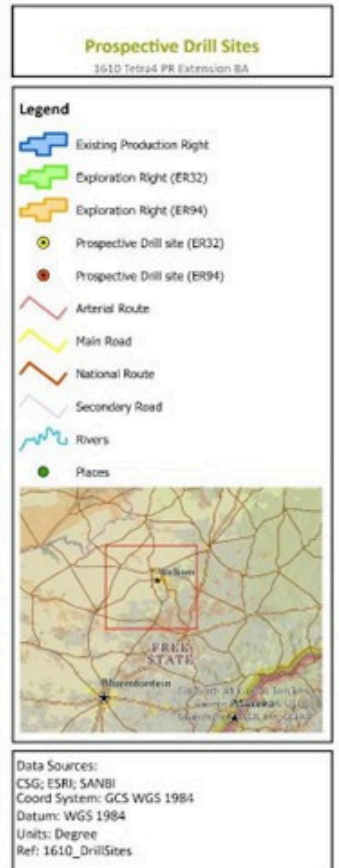 Prospective Drill Sites
1610 Tetra4 PR Extension BA
Legend
Existing Production Right
Exploration Right (ER32)
Exploration Right (ER94)
Prospective Drill site (ER32)
Prospective Drill site (ER94)
Arterial Route
Main Road
National Route
Secondary Road
Rivers
Places
Welkom
FREE
STATE
Bloemfontein
Data Sources:
CSG; ESRI; SANBI
Coord System: GCS WGS 1984
Datum: WGS 1984
Units: Degree
Ref: 1610_DrillSites